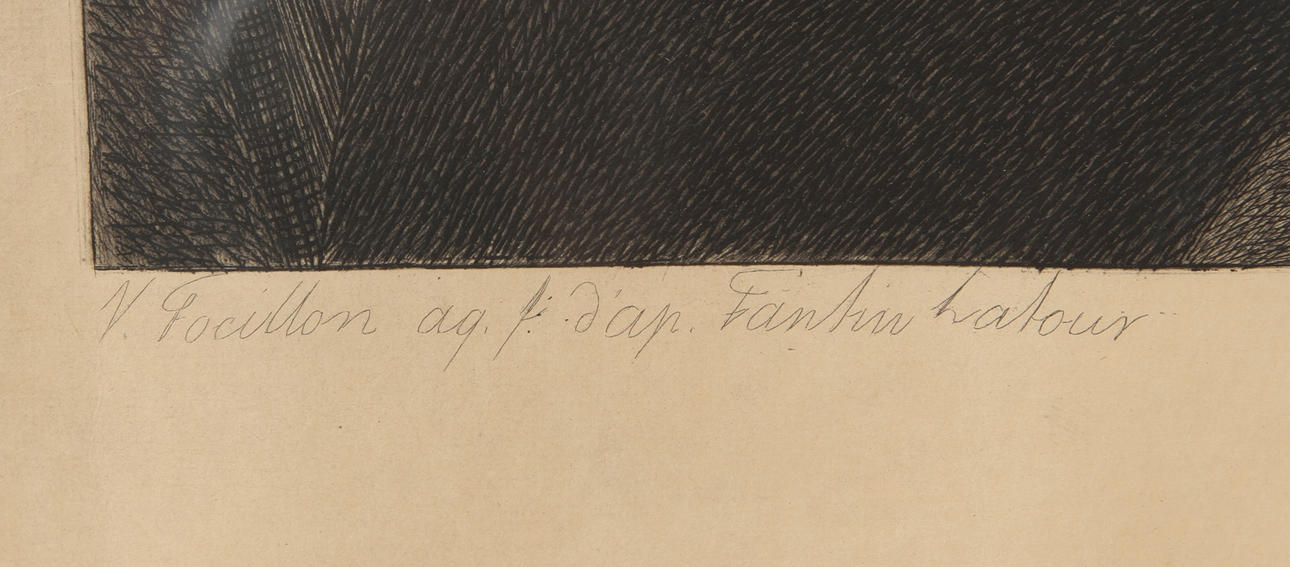 V. Focillon aq. f. d'ap. Fantin Latour